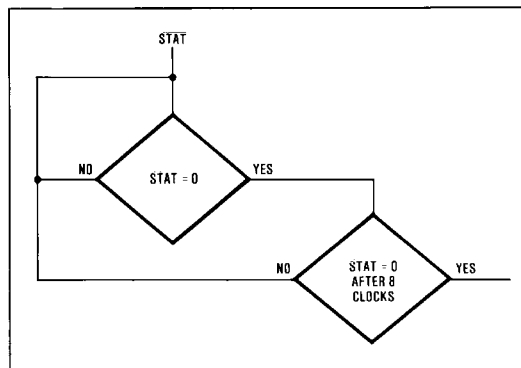 STAT
NO
STAT = 0
YES
NO
STAT = 0
AFTER 8
CLOCKS
YES